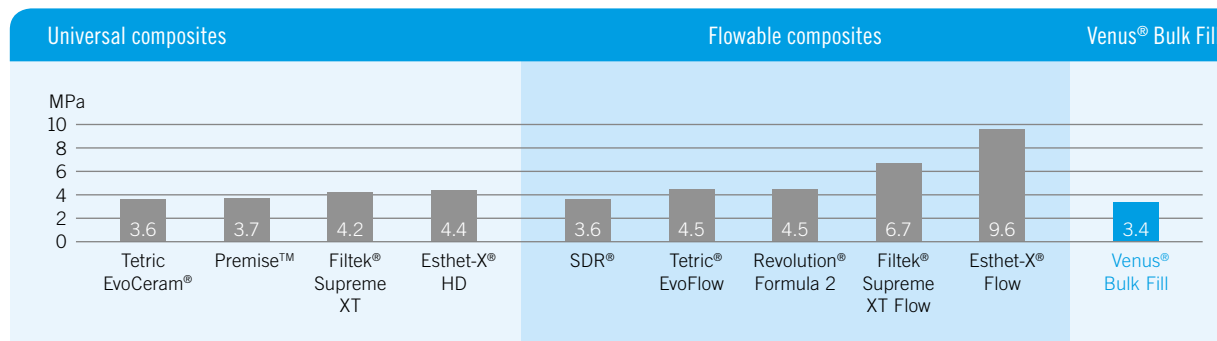 Universal composites
Flowable composites
Venus® Bulk Fil
MPa
10
8
6
4
2
0
3.6
3.7
4.2
4.4
3.6
4.5
4.5
6.7
9.6
3.4
Tetric
EvoCeram®
Premise™
Filtek®
Supreme
XT
Esthet-X®
HD
SDR®
Tetric®
EvoFlow
Revolution®
Formula 2
Filtek®
Supreme
XT Flow
Esthet-X®
Flow
Venus®
Bulk Fill